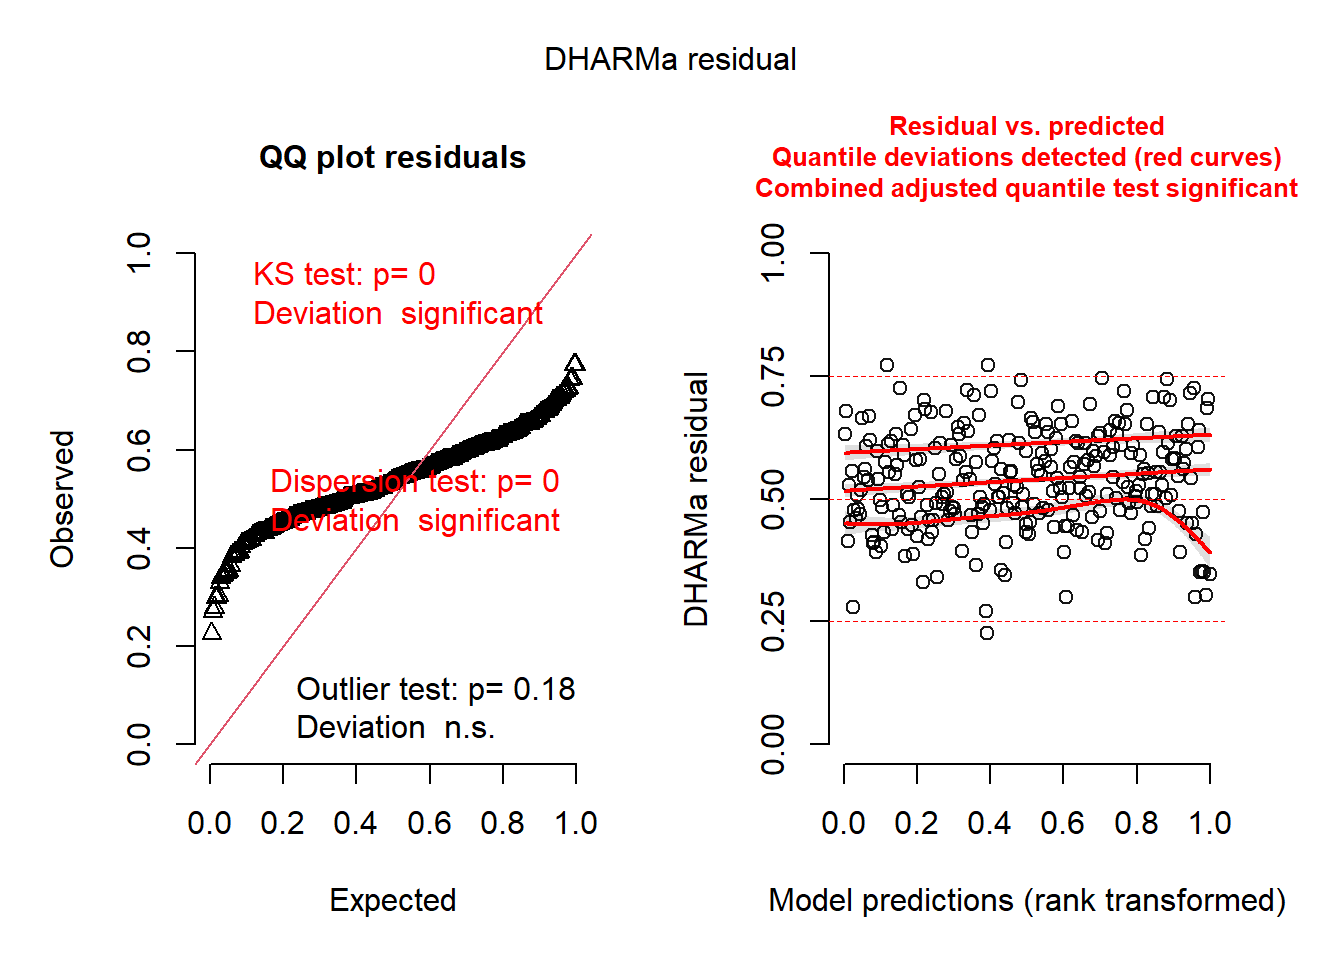 DHARMa residual
QQ plot residuals
KS test: p= 0
Deviation  significant
Dispersion test: p= 0
Deviation  significant
Outlier test: p= 0.18
Deviation  n.s.
Observed
0.0 0.2 0.4 0.6 0.8 1.0
0.0 0.2 0.4 0.6 0.8 1.0
Expected
Residual vs. predicted
Quantile deviations detected (red curves)
Combined adjusted quantile test significant
DHARMa residual
0.00 0.25 0.50 0.75 1.00
0.0 0.2 0.4 0.6 0.8 1.0
Model predictions (rank transformed)